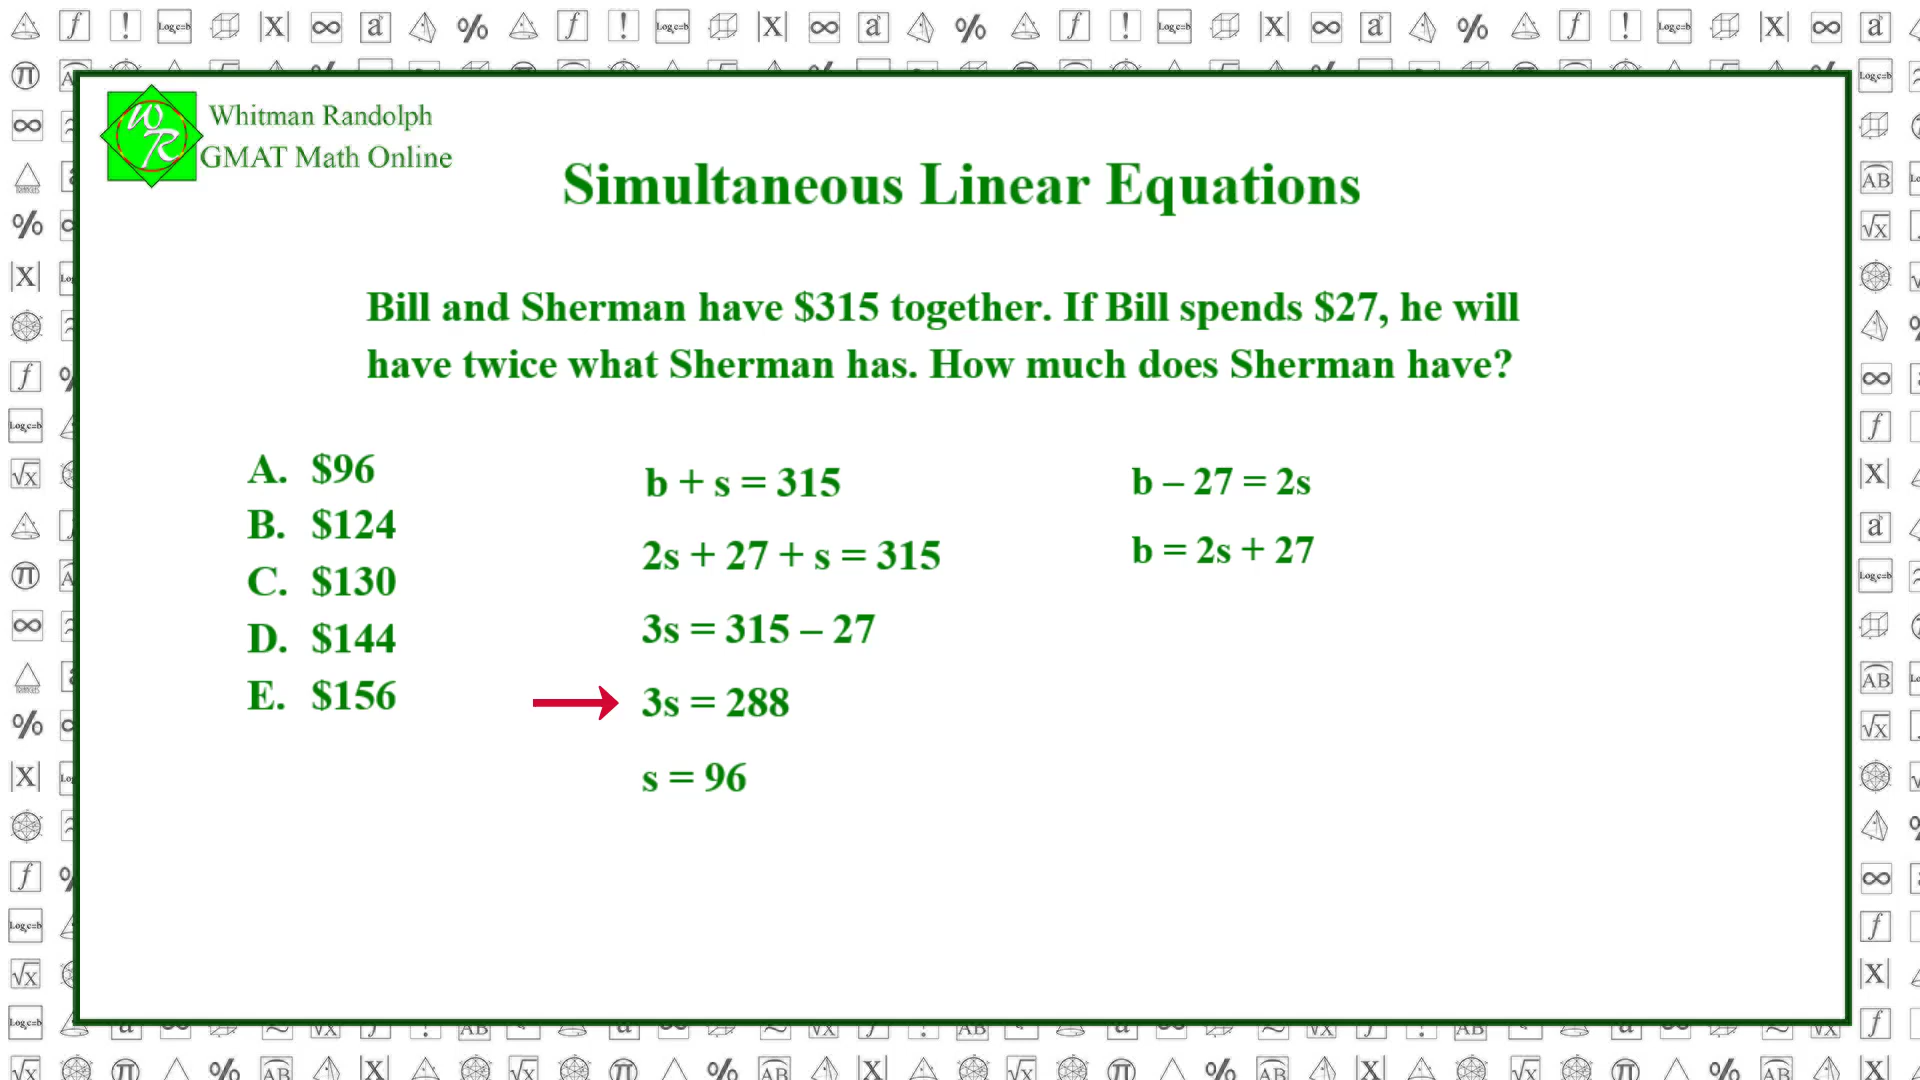 Whitman Randolph
GMAT Math Online
Simultaneous Linear Equations
Bill and Sherman have $315 together. If Bill spends $27, he will
have twice what Sherman has. How much does Sherman have?
A. $96
B. $124
C. $130
D. $144
E. $156
b + s = 315
2s + 27 + s = 315
3s = 315 – 27
3s = 288
s = 96
b – 27 = 2s
b = 2s + 27